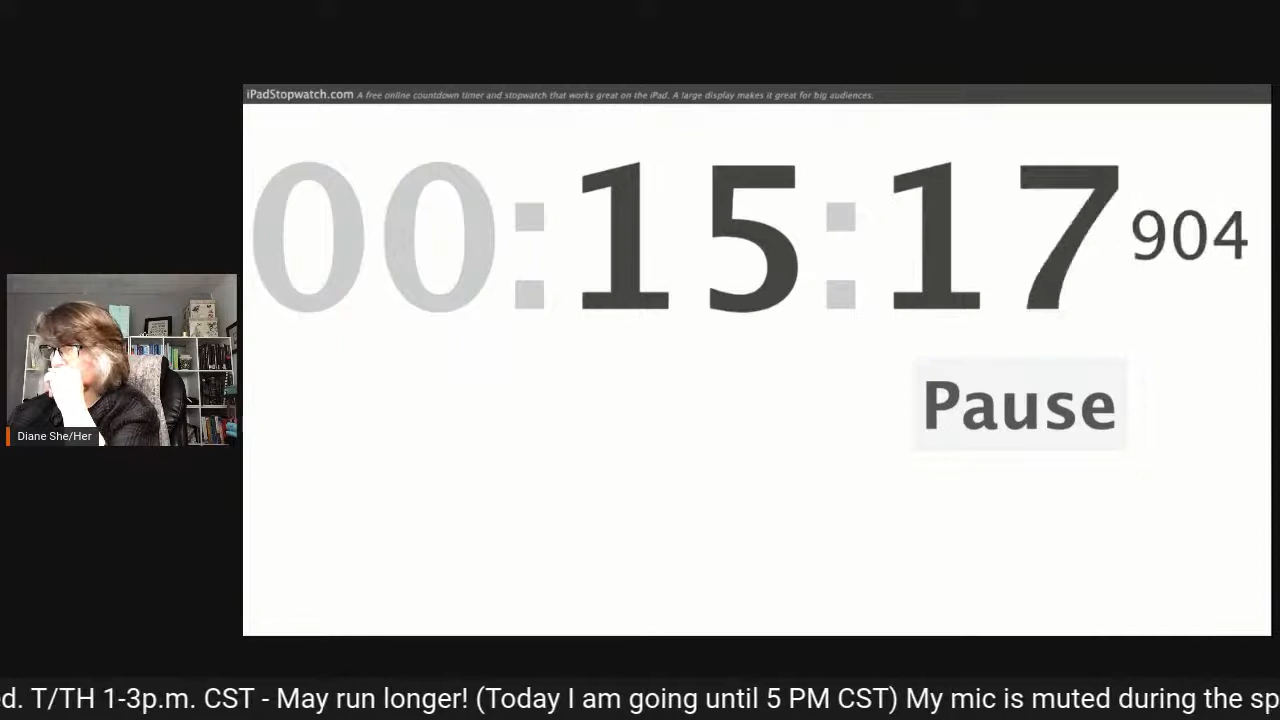 iPadStopwatch.com A free online countdown timer and stopwatch that works great on the iPad. A large display makes it great for big audiences.
00:15:17 904
Pause
Diane She/Her
ed. T/TH 1-3p.m. CST - May run longer! (Today I am going until 5 PM CST) My mic is muted during the sp